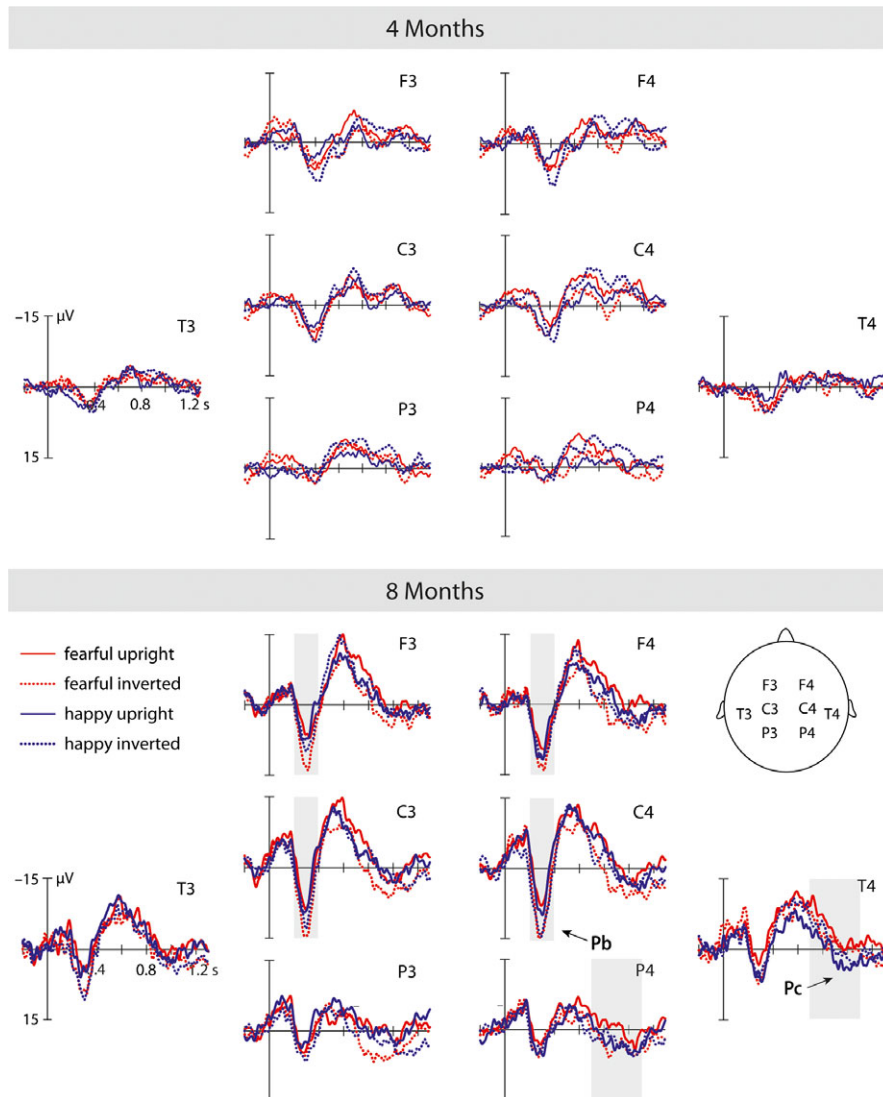 4 Months
F3
F4
C3
C4
−15
μV
T3
T4
0.4
0.8
1.2 s
P3
P4
15
8 Months
fearful upright
fearful inverted
happy upright
happy inverted
F3
F4
F3 F4
T3 C3 C4 T4
P3 P4
C3
C4
−15
μV
T3
T4
Pb
.4
0.8
1.2 s
P3
P4
Pc
15